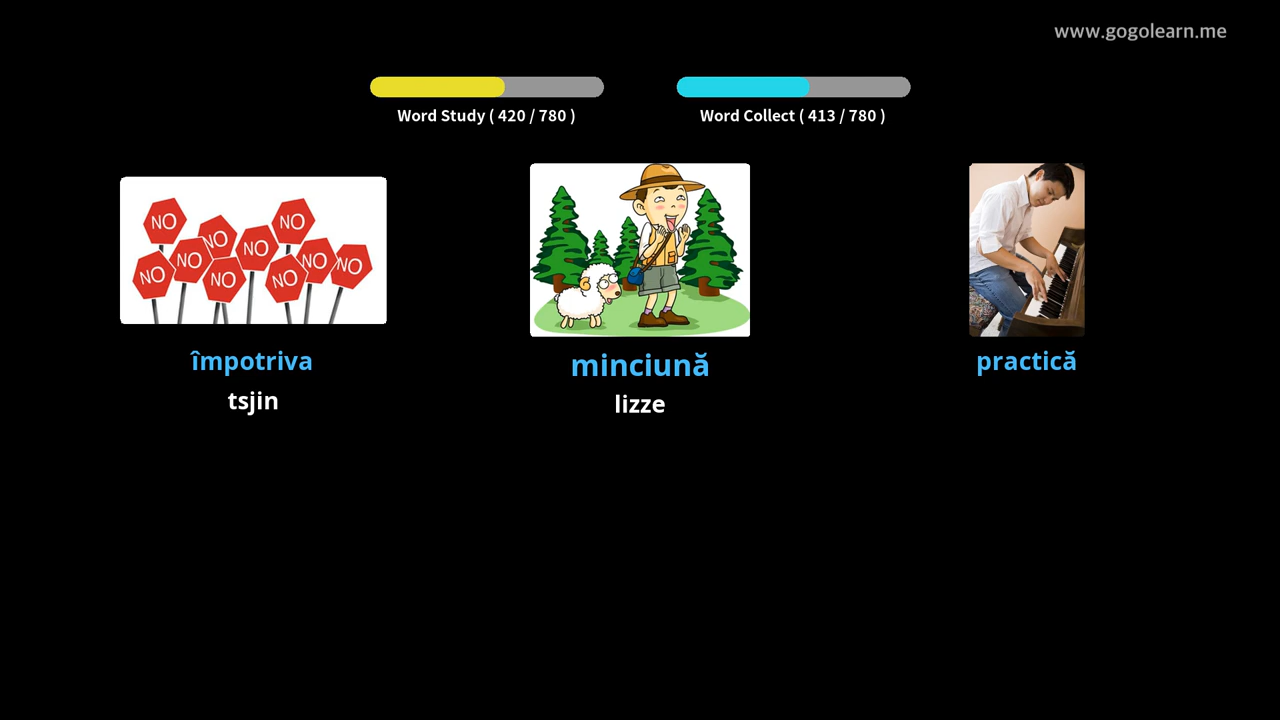 www.gogolearn.me
Word Study ( 420 / 780 )
Word Collect ( 413 / 780 )
NO
NO
NO
NO
NO
NO
NO
NO
NO
NO
împotriva
minciună
practică
tsjin
lizze